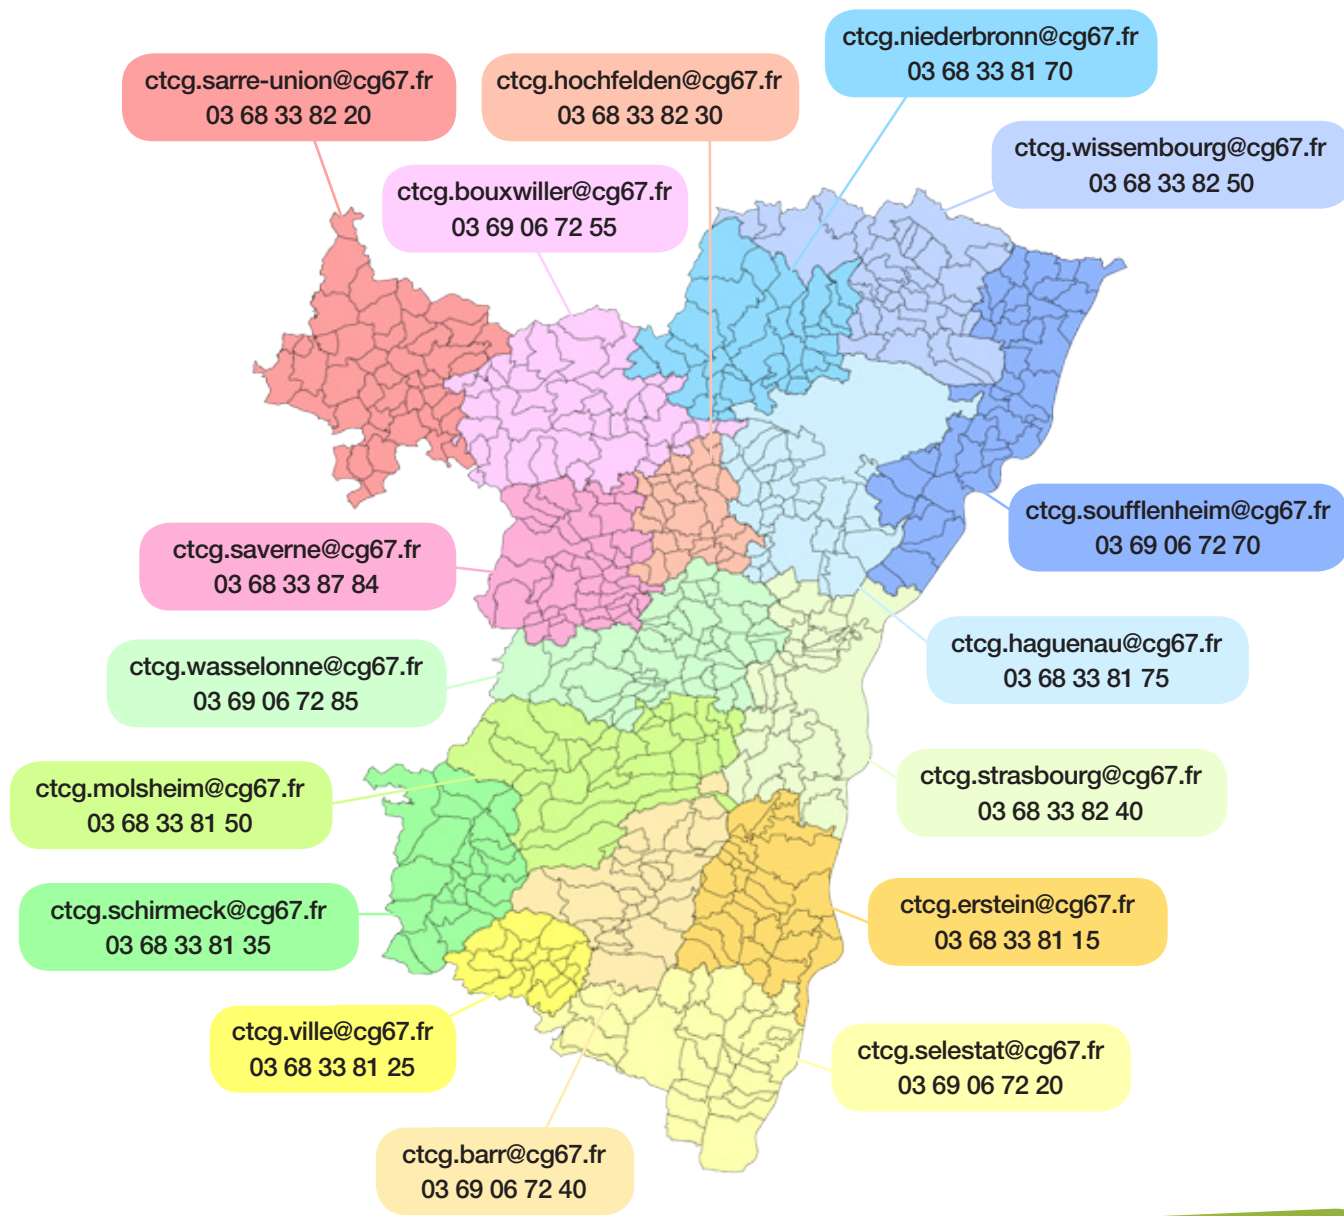 ctcg.niederbronn@cg67.fr
03 68 33 81 70
ctcg.sarre-union@cg67.fr
03 68 33 82 20
ctcg.hochfelden@cg67.fr
03 68 33 82 30
ctcg.wissembourg@cg67.fr
03 68 33 82 50
ctcg.bouxwiller@cg67.fr
03 69 06 72 55
ctcg.soufflenheim@cg67.fr
03 69 06 72 70
ctcg.saverne@cg67.fr
03 68 33 87 84
ctcg.haguenau@cg67.fr
03 68 33 81 75
ctcg.wasselonne@cg67.fr
03 69 06 72 85
ctcg.strasbourg@cg67.fr
03 68 33 82 40
ctcg.molsheim@cg67.fr
03 68 33 81 50
ctcg.erstein@cg67.fr
03 68 33 81 15
ctcg.schirmeck@cg67.fr
03 68 33 81 35
ctcg.ville@cg67.fr
03 68 33 81 25
ctcg.selestat@cg67.fr
03 69 06 72 20
ctcg.barr@cg67.fr
03 69 06 72 40